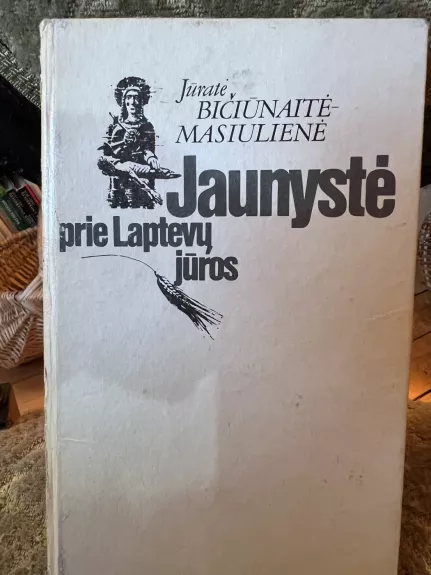 Jūratė
BIČIŪNAITĖ-
MASIULIENĖ
Jaunystė
prie Laptevų
jūros